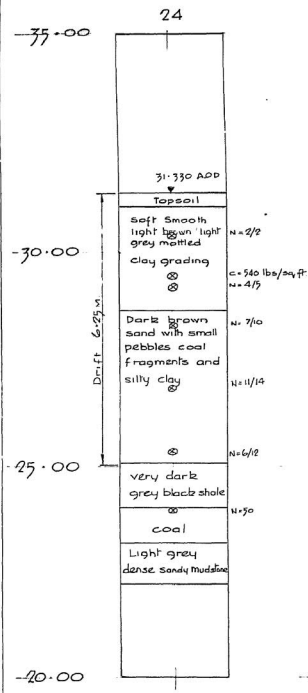 24
35.00
31.330 AOD
Topsoil
Soft Smooth
light brown light
grey mottled
Clay grading
N=2/2
30.00
C=540 lbs/sq.ft
N=4/5
Drift 6.25m
Dark brown
sand with small
pebbles coal
fragments and
silty clay
N=7/10
N=11/14
N=6/12
25.00
very dark
grey black shale
N=50
coal
Light grey
dense sandy mudstone
20.00